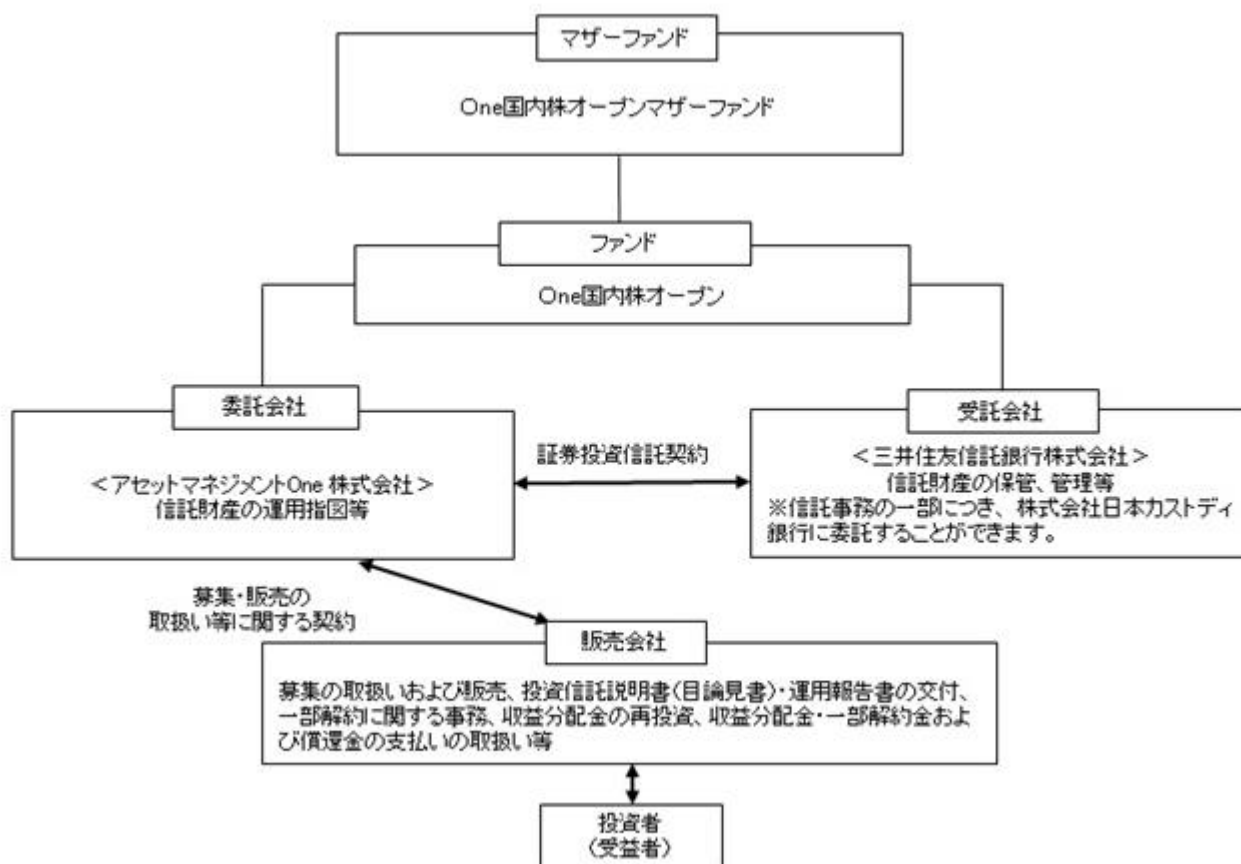 マザーファンド
One国内株オープンマザーファンド
ファンド
One国内株オープン
委託会社
＜アセットマネジメントOne 株式会社＞
信託財産の運用指図等
証券投資信託契約
受託会社
＜三井住友信託銀行株式会社＞
信託財産の保管、管理等
※信託事務の一部につき、株式会社日本カストディ
銀行に委託することができます。
募集・販売の
取扱い等に関する契約
販売会社
募集の取扱いおよび販売、投資信託説明書（目論見書）・運用報告書の交付、
一部解約に関する事務、収益分配金の再投資、収益分配金・一部解約金およ
び償還金の支払いの取扱い等
投資者
（受益者）